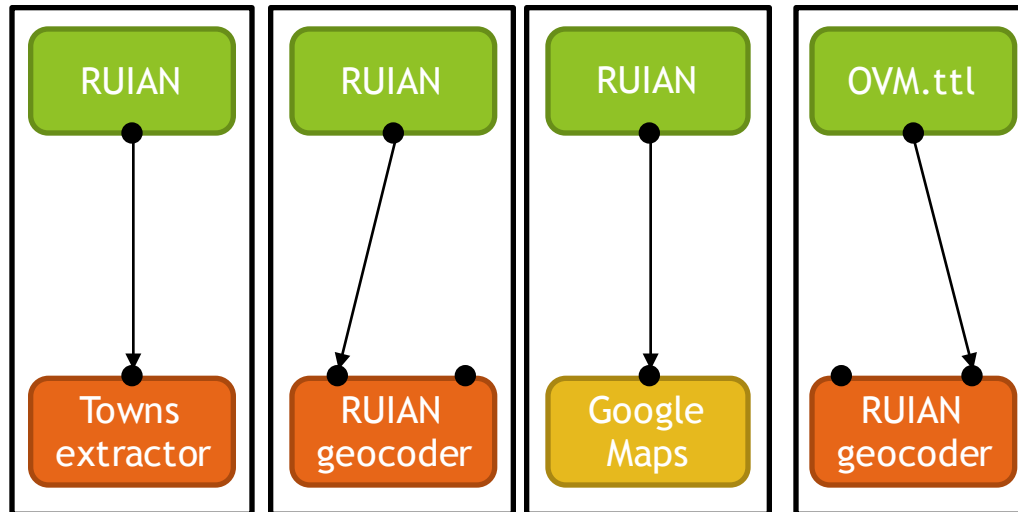 RUIAN
RUIAN
RUIAN
OVM.ttl
Towns
extractor
RUIAN
geocoder
Google
Maps
RUIAN
geocoder